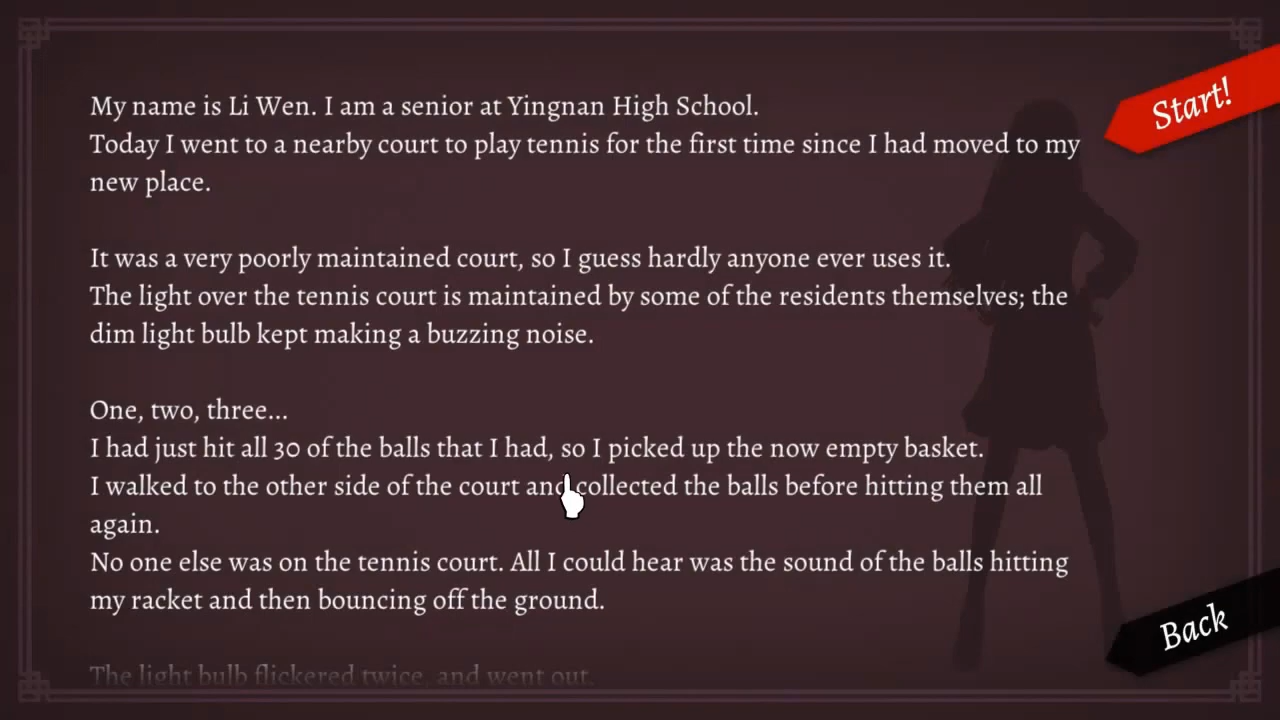 My name is Li Wen. I am a senior at Yingnan High School.
Today I went to a nearby court to play tennis for the first time since I had moved to my
new place.
It was a very poorly maintained court, so I guess hardly anyone ever uses it.
The light over the tennis court is maintained by some of the residents themselves; the
dim light bulb kept making a buzzing noise.
One, two, three...
I had just hit all 30 of the balls that I had, so I picked up the now empty basket.
I walked to the other side of the court and collected the balls before hitting them all
again.
No one else was on the tennis court. All I could hear was the sound of the balls hitting
my racket and then bouncing off the ground.
The light bulb flickered twice, and went out.
Start!
Back